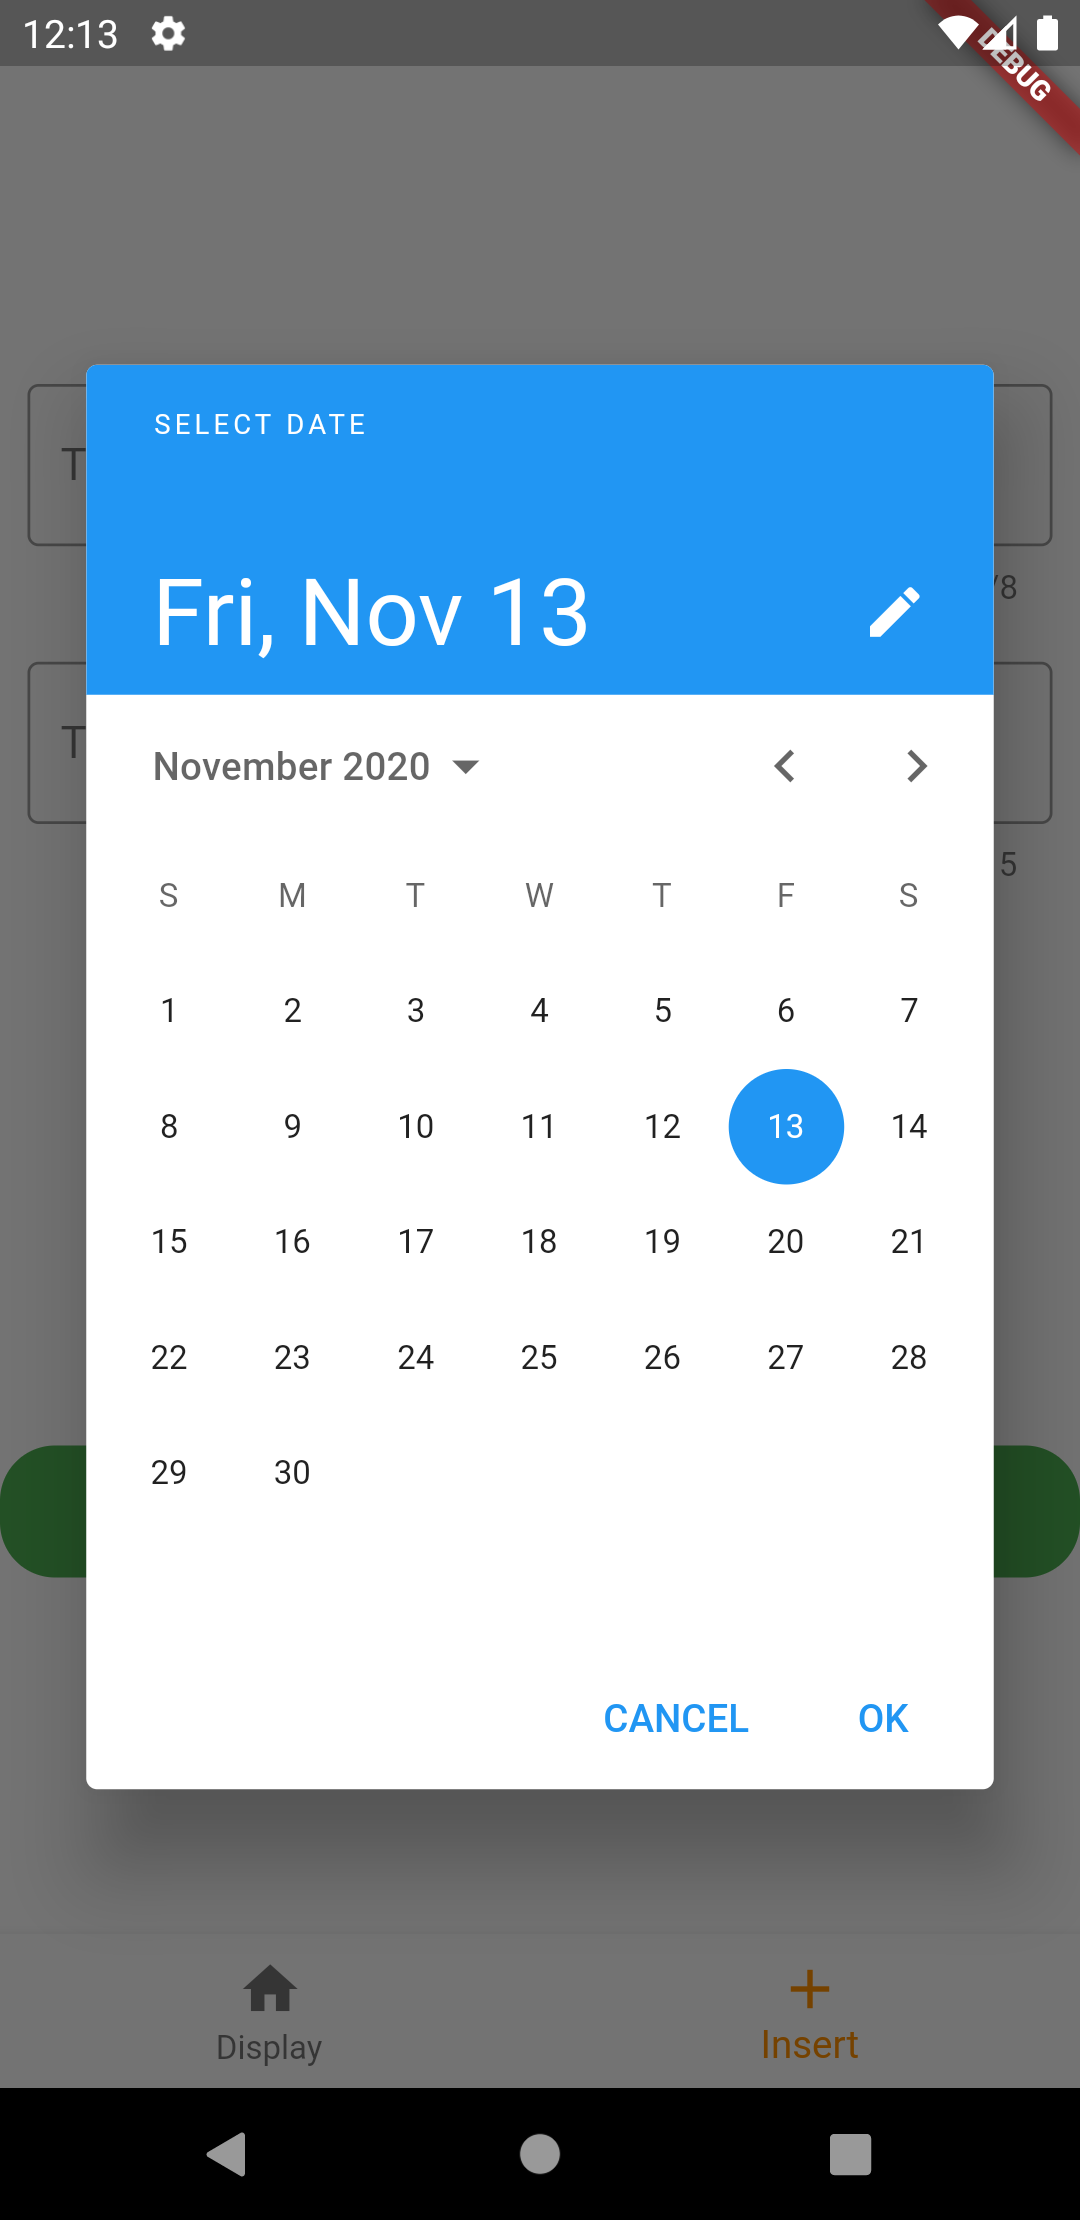 12:13
DEBUG
SELECT DATE
T
Fri, Nov 13
/8
T
November 2020
5
S M T W T F S
1 2 3 4 5 6 7
8 9 10 11 12 13 14
15 16 17 18 19 20 21
22 23 24 25 26 27 28
29 30
CANCEL OK
Display Insert